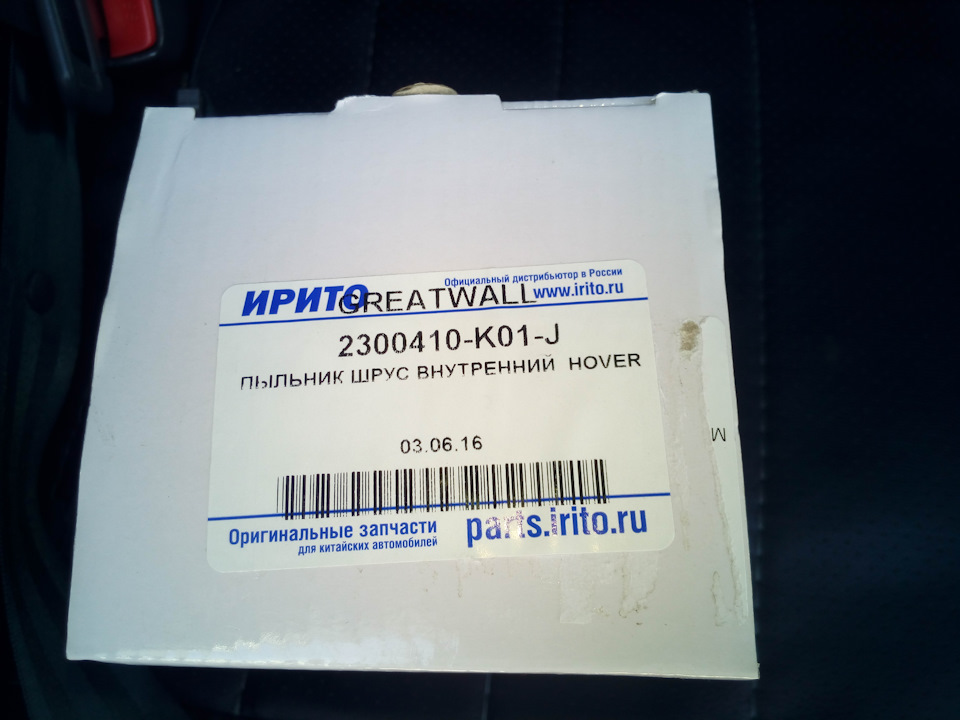 Официальный дистрибьютор в России
ИРИТО
GREATWALL
www.irito.ru
2300410-K01-J
ПЫЛЬНИК ШРУС ВНУТРЕННИЙ HOVER
03.06.16
Оригинальные запчасти
для китайских автомобилей
parts.irito.ru
M